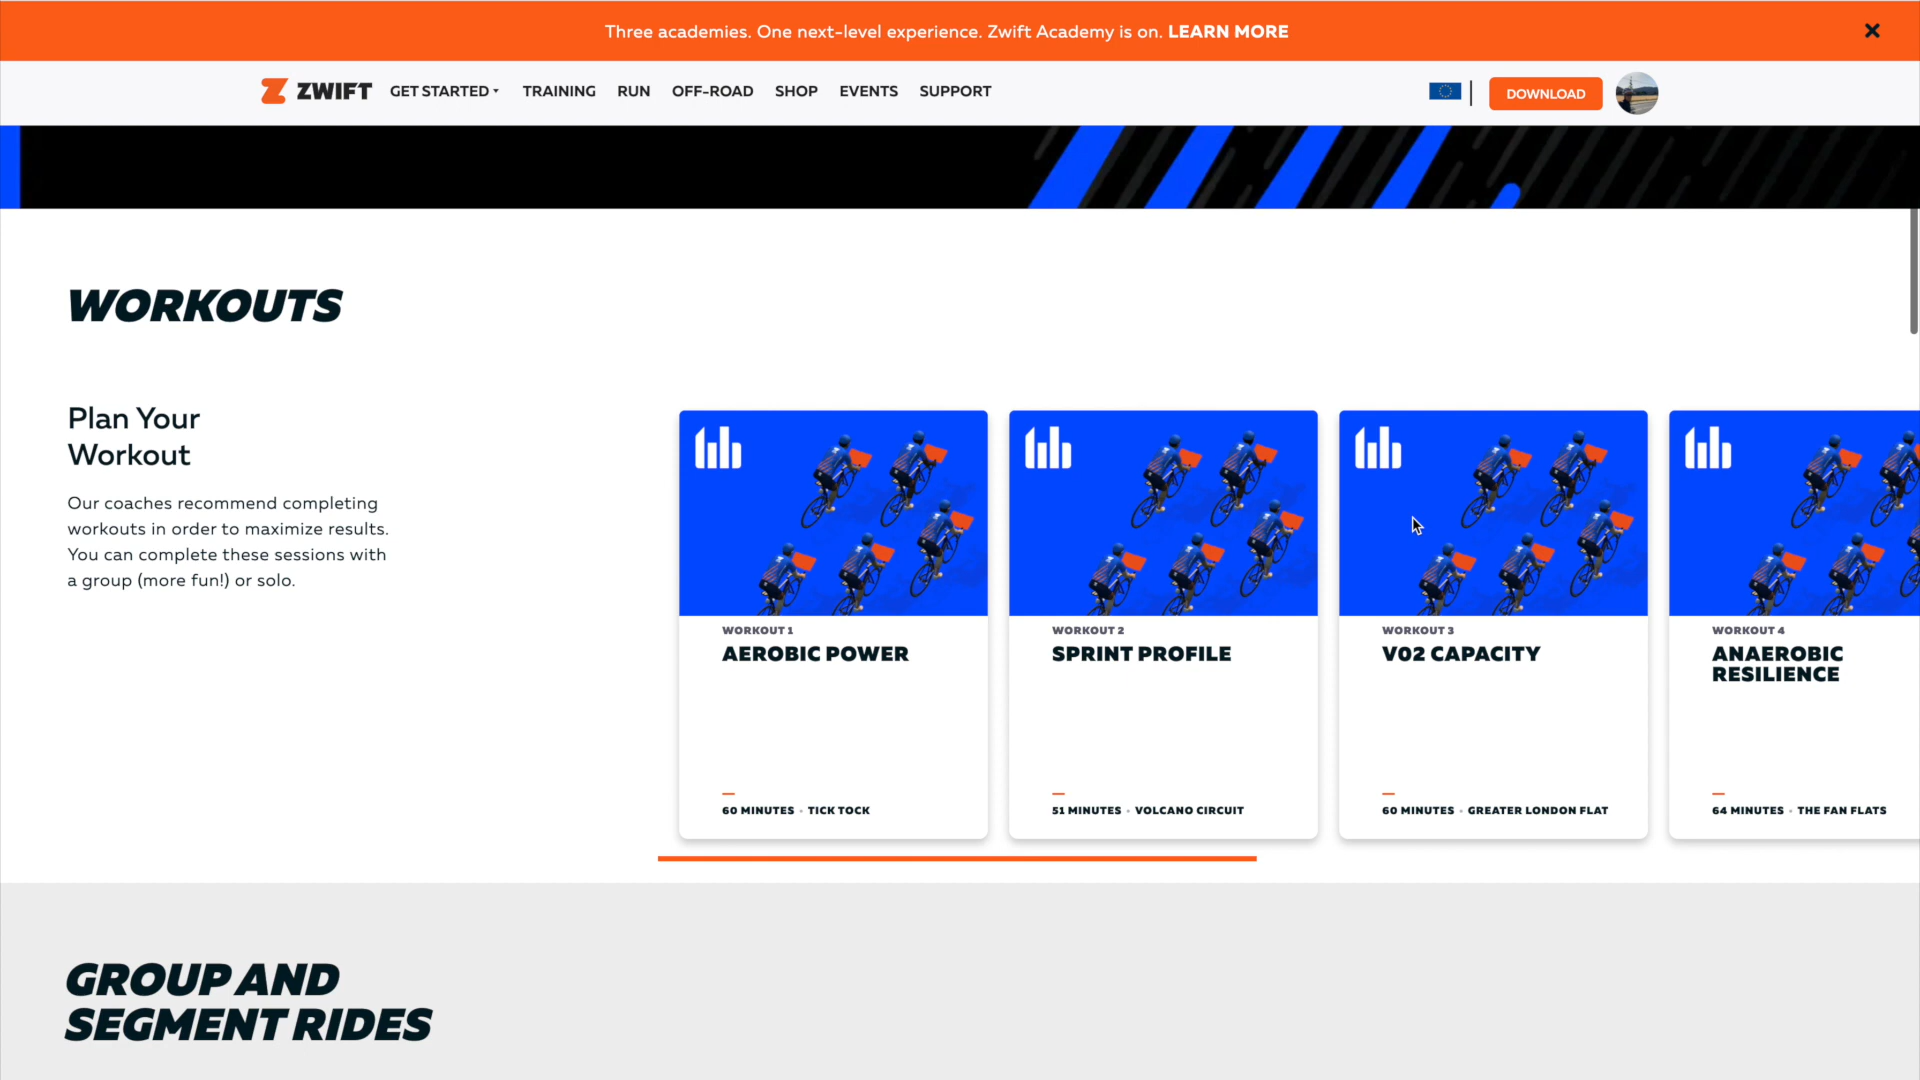 Three academies. One next-level experience. Zwift Academy is on. LEARN MORE
ZWIFT GET STARTED TRAINING RUN OFF-ROAD SHOP EVENTS SUPPORT DOWNLOAD
WORKOUTS
Plan Your
Workout
Our coaches recommend completing
workouts in order to maximize results.
You can complete these sessions with
a group (more fun!) or solo.
WORKOUT 1
AEROBIC POWER
60 MINUTES • TICK TOCK
WORKOUT 2
SPRINT PROFILE
51 MINUTES • VOLCANO CIRCUIT
WORKOUT 3
V02 CAPACITY
60 MINUTES • GREATER LONDON FLAT
WORKOUT 4
ANAEROBIC
RESILIENCE
64 MINUTES • THE FAN FLATS
GROUP AND
SEGMENT RIDES